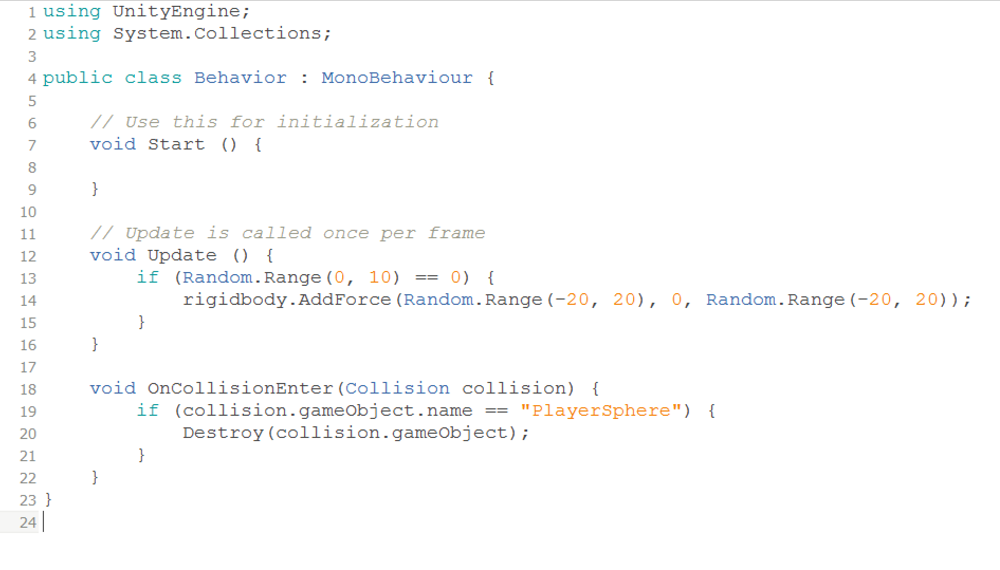 1 using UnityEngine;
2 using System.Collections;
3
4 public class Behavior : MonoBehaviour {
5
6     // Use this for initialization
7     void Start () {
8
9     }
10
11     // Update is called once per frame
12     void Update () {
13         if (Random.Range(0, 10) == 0) {
14             rigidbody.AddForce(Random.Range(-20, 20), 0, Random.Range(-20, 20));
15         }
16     }
17
18     void OnCollisionEnter(Collision collision) {
19         if (collision.gameObject.name == "PlayerSphere") {
20             Destroy(collision.gameObject);
21         }
22     }
23 }
24